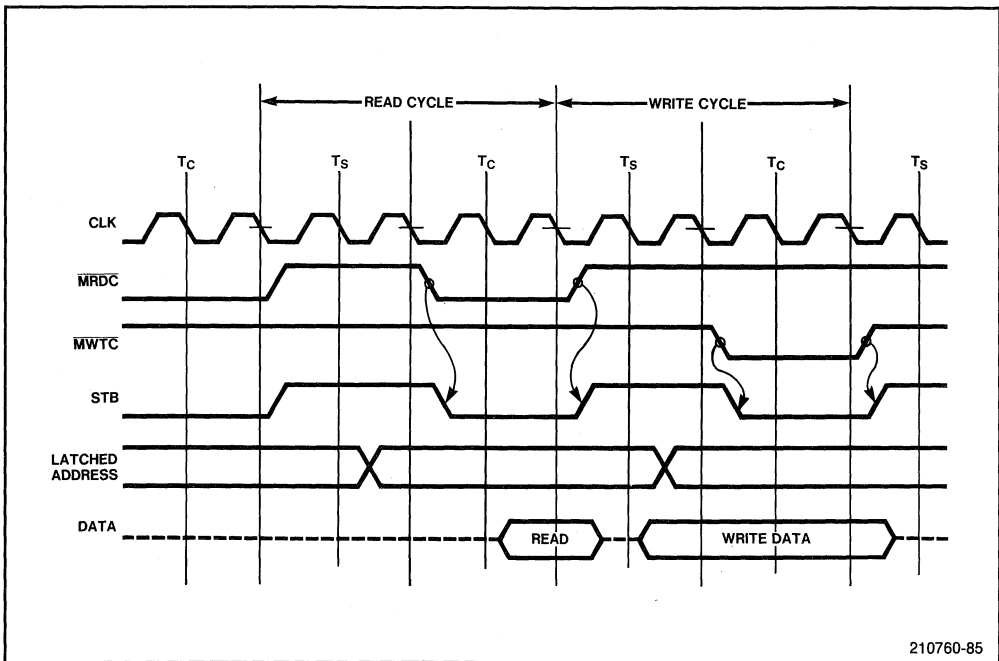 READ CYCLE WRITE CYCLE
TC TS TC TS TC TS
CLK
MRDC
MWTC
STB
LATCHED
ADDRESS
DATA READ WRITE DATA
210760-85